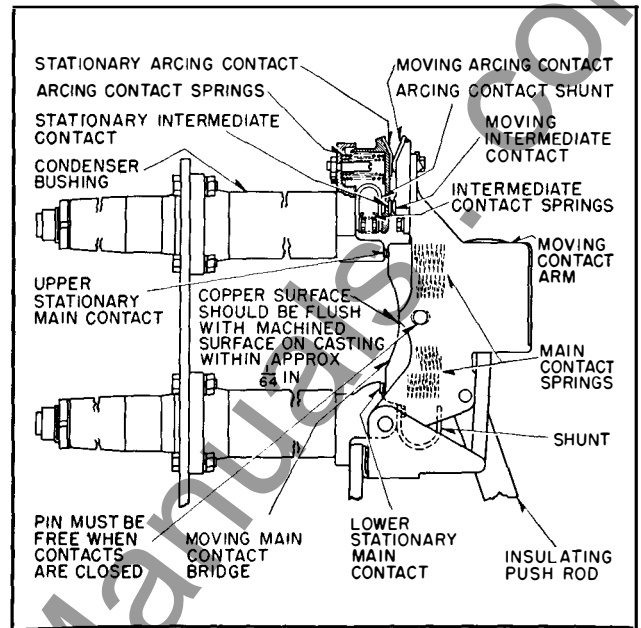 STATIONARY ARCING CONTACT
ARCING CONTACT SPRINGS
STATIONARY INTERMEDIATE
CONTACT
CONDENSER
BUSHING
MOVING ARCING CONTACT
ARCING CONTACT SHUNT
MOVING
INTERMEDIATE
CONTACT
INTERMEDIATE
CONTACT SPRINGS
MOVING
CONTACT
ARM
UPPER
STATIONARY
MAIN CONTACT
COPPER SURFACE
SHOULD BE FLUSH
WITH MACHINED
SURFACE ON CASTING
WITHIN APPROX
64 IN
MAIN
CONTACT
SPRINGS
SHUNT
PIN MUST BE
FREE WHEN
CONTACTS
ARE CLOSED
MOVING MAIN
CONTACT
BRIDGE
LOWER
STATIONARY
MAIN
CONTACT
INSULATING
PUSH ROD
Manuals.com